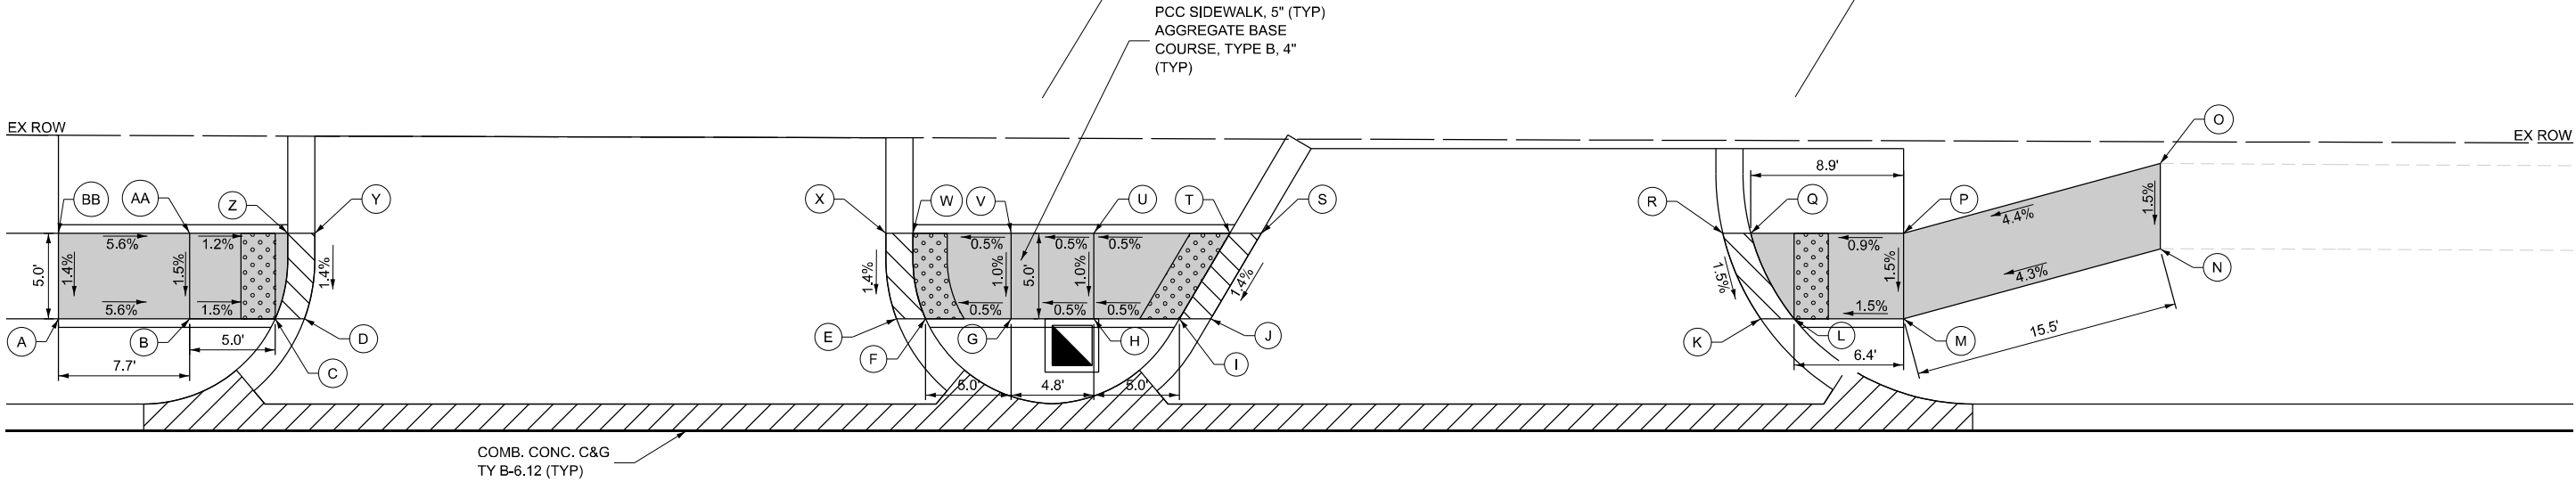 PCC SIDEWALK, 5" (TYP)
AGGREGATE BASE
COURSE, TYPE B, 4"
(TYP)
EX ROW
EX ROW
O
8.9'
BB
AA
Z
Y
X
W
V
U
T
S
R
Q
P
4.4%
1.5%
5.6%
1.2%
0.5%
0.5%
0.5%
0.9%
5.0'
1.4%
1.5%
1.4%
1.4%
1.0%
5.0'
1.0%
1.4%
1.5%
1.5%
4.3%
N
5.6%
1.5%
0.5%
0.5%
0.5%
1.5%
15.5'
A
B
D
E
G
H
J
K
L
M
5.0'
C
F
I
6.4'
7.7'
5.0'
4.8'
5.0'
COMB. CONC. C&G
TY B-6.12 (TYP)